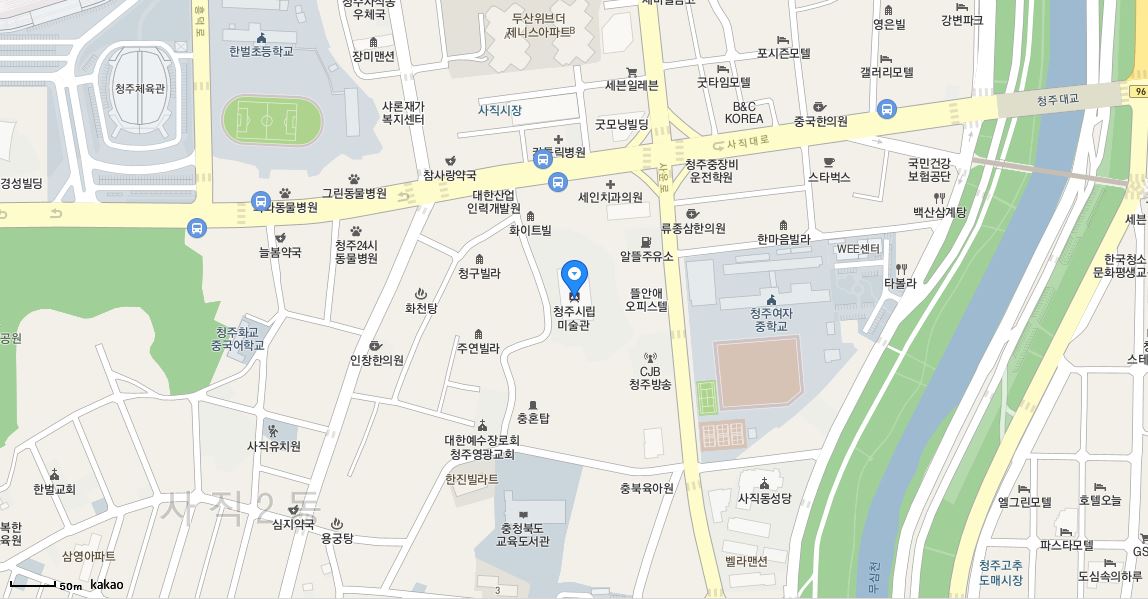 우체국
흥덕로
한벌초등학교
장미맨션
두산위브더
제니스아파트
B
영은빌
강변파크
포시즌모텔
갤러리모텔
굿타임모텔
세븐일레븐
청주체육관
샤론재가
복지센터
사직시장
굿모닝빌딩
B&C
KOREA
중국한의원
청주대교
96
사직대로
참사랑약국
청주중장비
운전학원
스타벅스
국민건강
보험공단
경성빌딩
그린동물병원
대한산업
인력개발원
세인치과의원
사운로
백산삼계탕
화이트빌
류종삼한의원
한마음빌라
WEE센터
늘봄약국
청주24시
동물병원
알뜰주유소
청구빌라
타볼라
한국청소
화천탕
청주시립
미술관
뜰안애
오피스텔
청주여자
중학교
청주화교
중국어학교
공원
주연빌라
인창한의원
CJB
청주방송
충혼탑
사직유치원
대한예수장로회
청주영광교회
한벌교회
한진빌라트
충북육아원
사직동성당
엘그린모텔
호텔오늘
사직2동
심지약국
용궁탕
충청북도
교육도서관
삼영아파트
벨라맨션
파스타모텔
GS
청주고추
도매시장
도심속의하루
무심천
50m
kakao
3